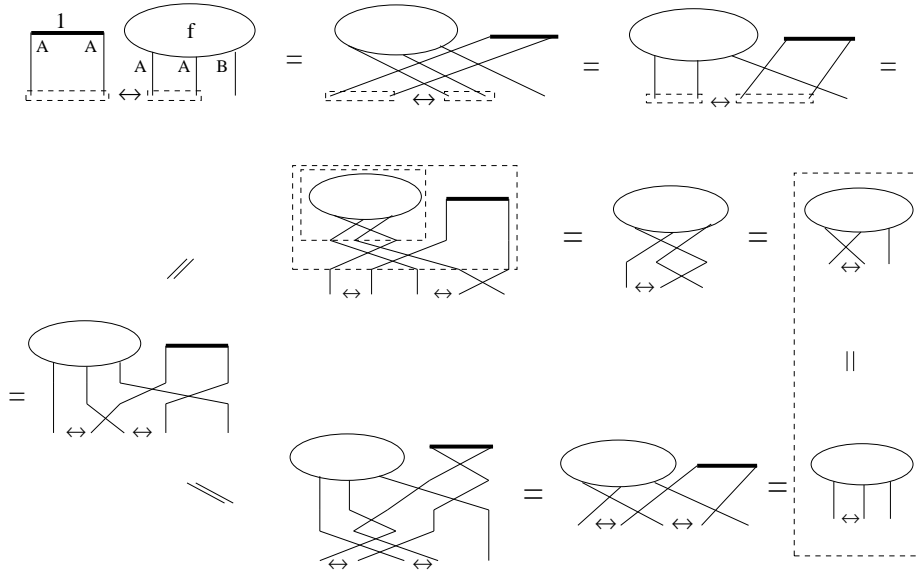 1
f
A A
A A B
↔
= = =
↔ ↔
= =
↔ ↔ ↔ ↔
=
=
↔ ↔
= =
↔ ↔ ↔ ↔ ↔